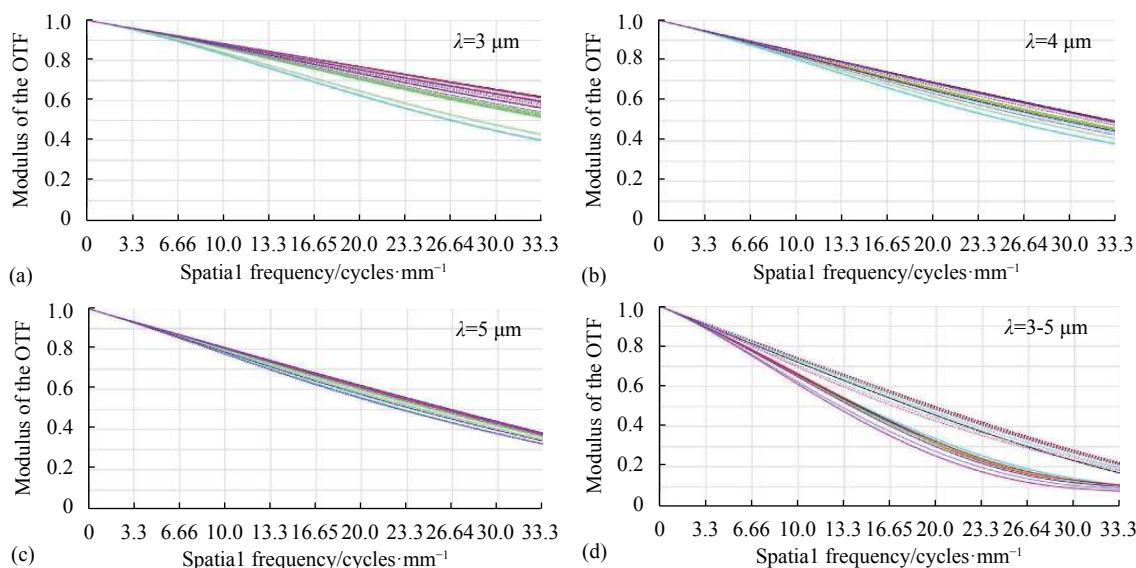 1.0
0.8
0.6
0.4
0.2
0
Modulus of the OTF
λ=3 μm
0 3.3 6.66 10.0 13.3 16.65 20.0 23.3 26.64 30.0 33.3
(a) Spatia1 frequency/cycles·mm⁻¹
1.0
0.8
0.6
0.4
0.2
0
Modulus of the OTF
λ=4 μm
0 3.3 6.66 10.0 13.3 16.65 20.0 23.3 26.64 30.0 33.3
(b) Spatia1 frequency/cycles·mm⁻¹
1.0
0.8
0.6
0.4
0.2
0
Modulus of the OTF
λ=5 μm
0 3.3 6.66 10.0 13.3 16.65 20.0 23.3 26.64 30.0 33.3
(c) Spatia1 frequency/cycles·mm⁻¹
1.0
0.8
0.6
0.4
0.2
0
Modulus of the OTF
λ=3-5 μm
0 3.3 6.66 10.0 13.3 16.65 20.0 23.3 26.64 30.0 33.3
(d) Spatia1 frequency/cycles·mm⁻¹